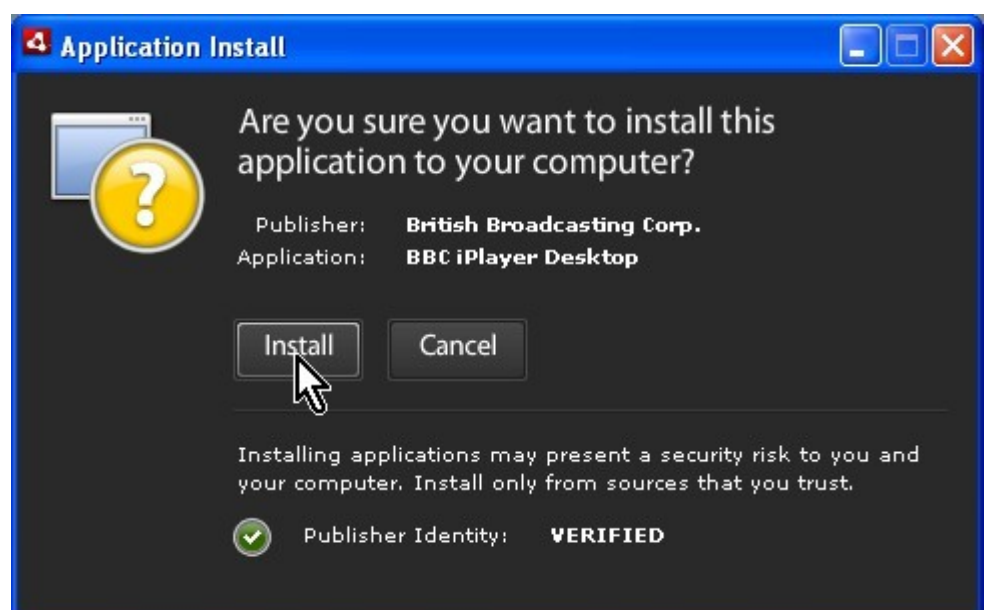 Application Install
Are you sure you want to install this
application to your computer?
Publisher: British Broadcasting Corp.
Application: BBC iPlayer Desktop
Install Cancel
Installing applications may present a security risk to you and
your computer. Install only from sources that you trust.
Publisher Identity: VERIFIED